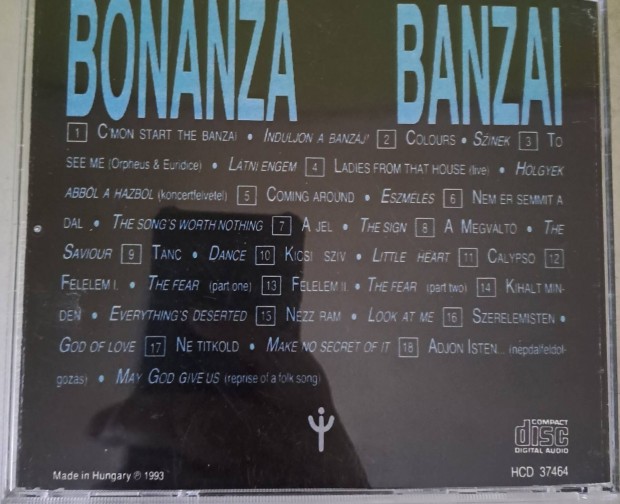 BONANZA BANZAI
1 C'MON START THE BANZAI • INDULJON A BANZÁJ! 2 COLOURS • SZINEK 3 TO
SEE ME (Orpheus & Euridice) • LATNI ENGEM 4 LADIES FROM THAT HOUSE (live) • HOLGYEK
ABBOL A HAZBOL (koncertfelvetel) 5 COMING AROUND • ESZMELES 6 NEM ER SEMMIT A
DAL • THE SONG'S WORTH NOTHING 7 A JEL • THE SIGN 8 A MEGVALTO • THE
SAVIOUR 9 TANC • DANCE 10 KICSI SZIV • LITTLE HEART 11 CALYPSO 12
FELELEM I. • THE FEAR (part one) 13 FELELEM II. • THE FEAR (part two) 14 KIHALT MIN-
DEN • EVERYTHING'S DESERTED 15 NEZZ RAM • LOOK AT ME 16 SZERELEMISTEN •
GOD OF LOVE 17 NE TITKOLD • MAKE NO SECRET OF IT 18 ADJON ISTEN... (nepdalfeldol-
gozas) • MAY GOD GIVE US (reprise of a folk song)
COMPACT
disc
DIGITAL AUDIO
Made in Hungary ℗ 1993
HCD 37464